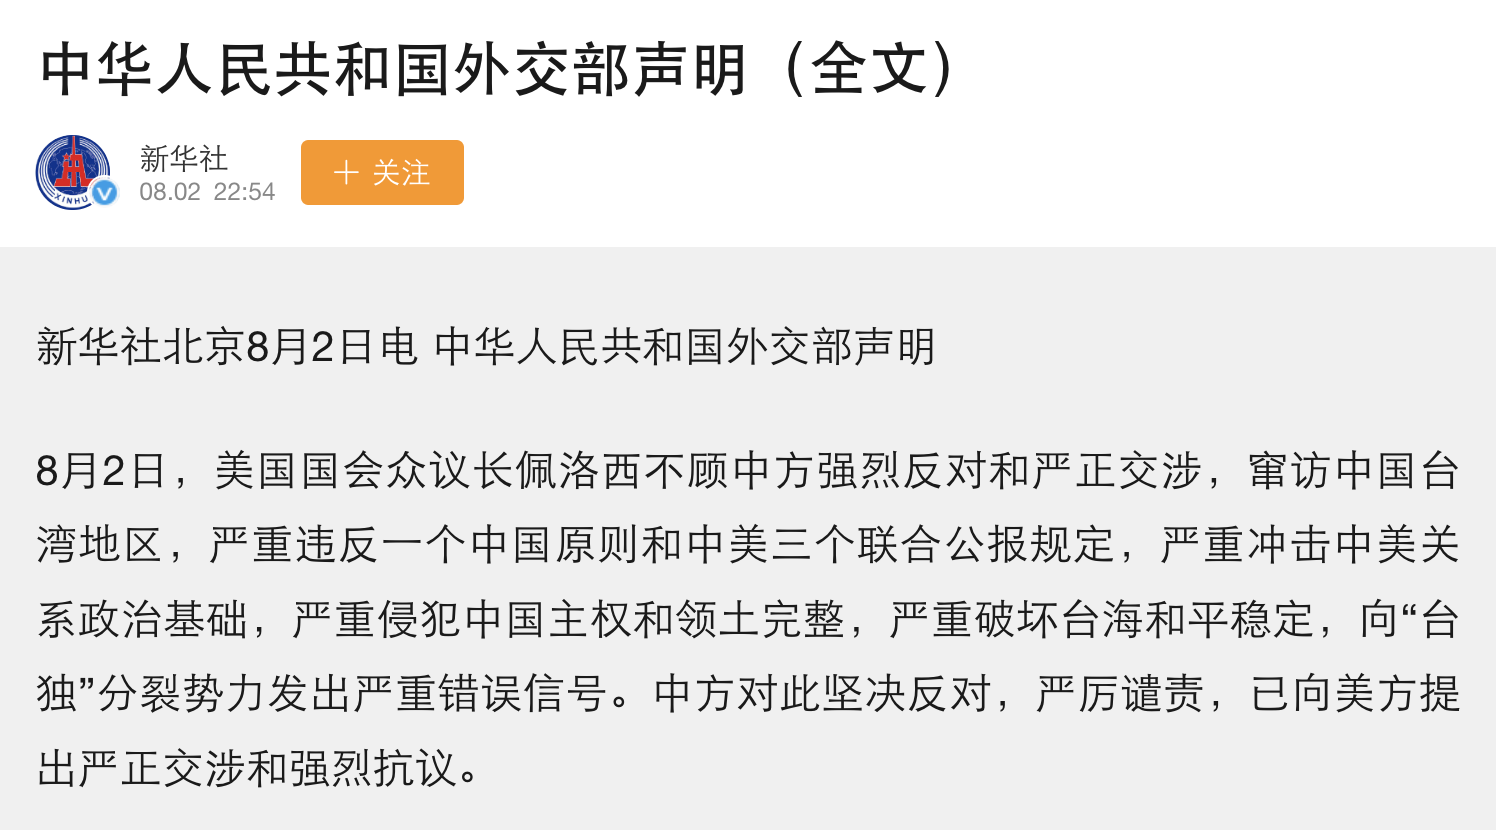 中华人民共和国外交部声明（全文）
新华社
08.02 22:54
＋ 关注
XINHU
V
新华社北京8月2日电 中华人民共和国外交部声明
8月2日，美国国会众议长佩洛西不顾中方强烈反对和严正交涉，窜访中国台
湾地区，严重违反一个中国原则和中美三个联合公报规定，严重冲击中美关
系政治基础，严重侵犯中国主权和领土完整，严重破坏台海和平稳定，向“台
独”分裂势力发出严重错误信号。中方对此坚决反对，严厉谴责，已向美方提
出严正交涉和强烈抗议。